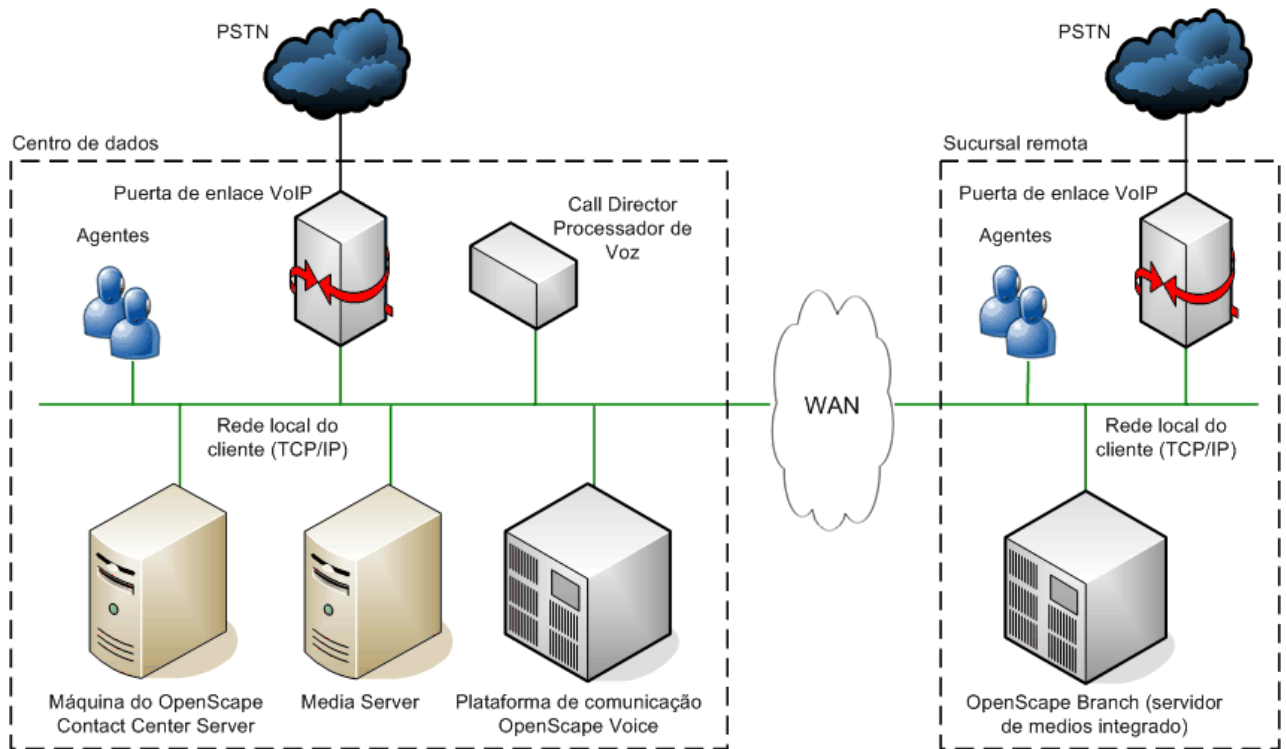 PSTN
PSTN
Centro de dados
Sucursal remota
Puerta de enlace VoIP
Agentes
Call Director
Processador de
Voz
Puerta de enlace VoIP
Agentes
WAN
Rede local do
cliente (TCP/IP)
Rede local do
cliente (TCP/IP)
Máquina do OpenScape
Contact Center Server
Media Server
Plataforma de comunicação
OpenScape Voice
OpenScape Branch (servidor
de medios integrado)